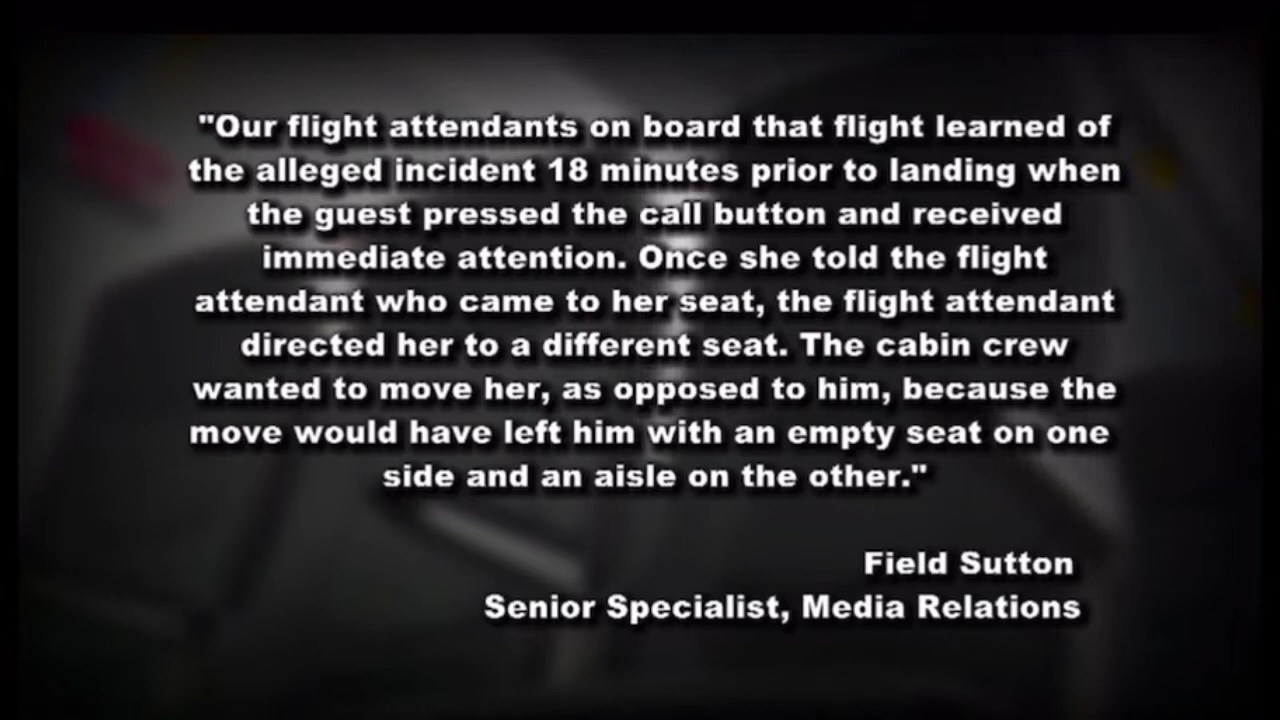 "Our flight attendants on board that flight learned of
the alleged incident 18 minutes prior to landing when
the guest pressed the call button and received
immediate attention. Once she told the flight
attendant who came to her seat, the flight attendant
directed her to a different seat. The cabin crew
wanted to move her, as opposed to him, because the
move would have left him with an empty seat on one
side and an aisle on the other."
Field Sutton
Senior Specialist, Media Relations